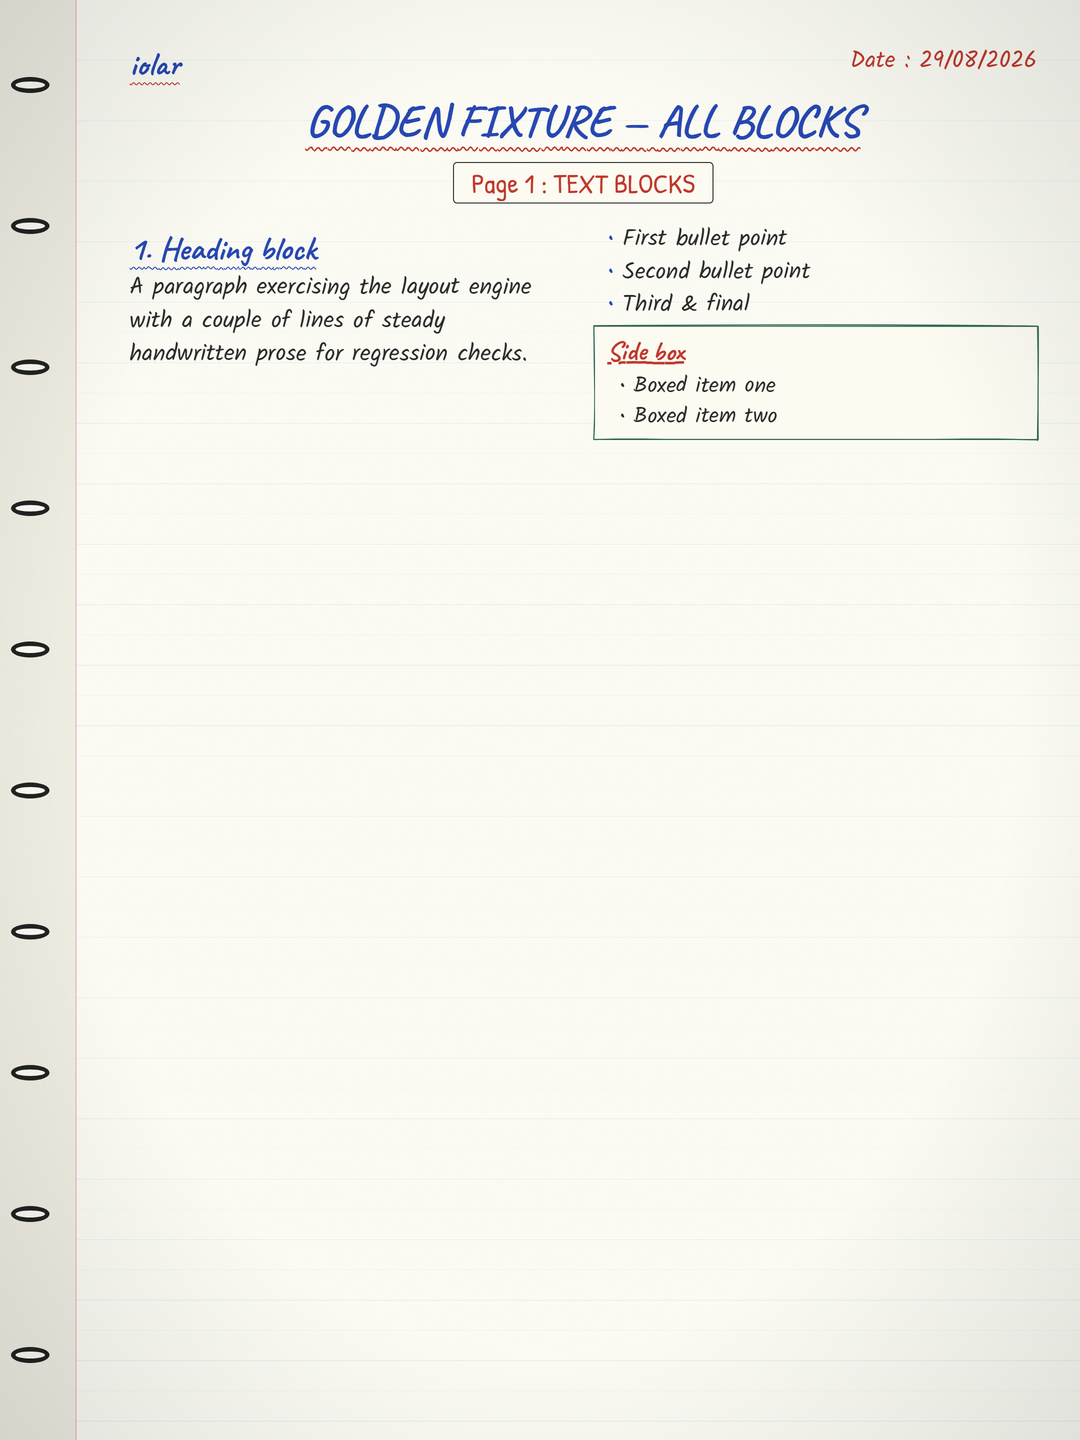 iolar
Date : 29/08/2026
GOLDEN FIXTURE – ALL BLOCKS
Page 1 : TEXT BLOCKS
1. Heading block
A paragraph exercising the layout engine
with a couple of lines of steady
handwritten prose for regression checks.
· First bullet point
· Second bullet point
· Third & final
Side box
· Boxed item one
· Boxed item two